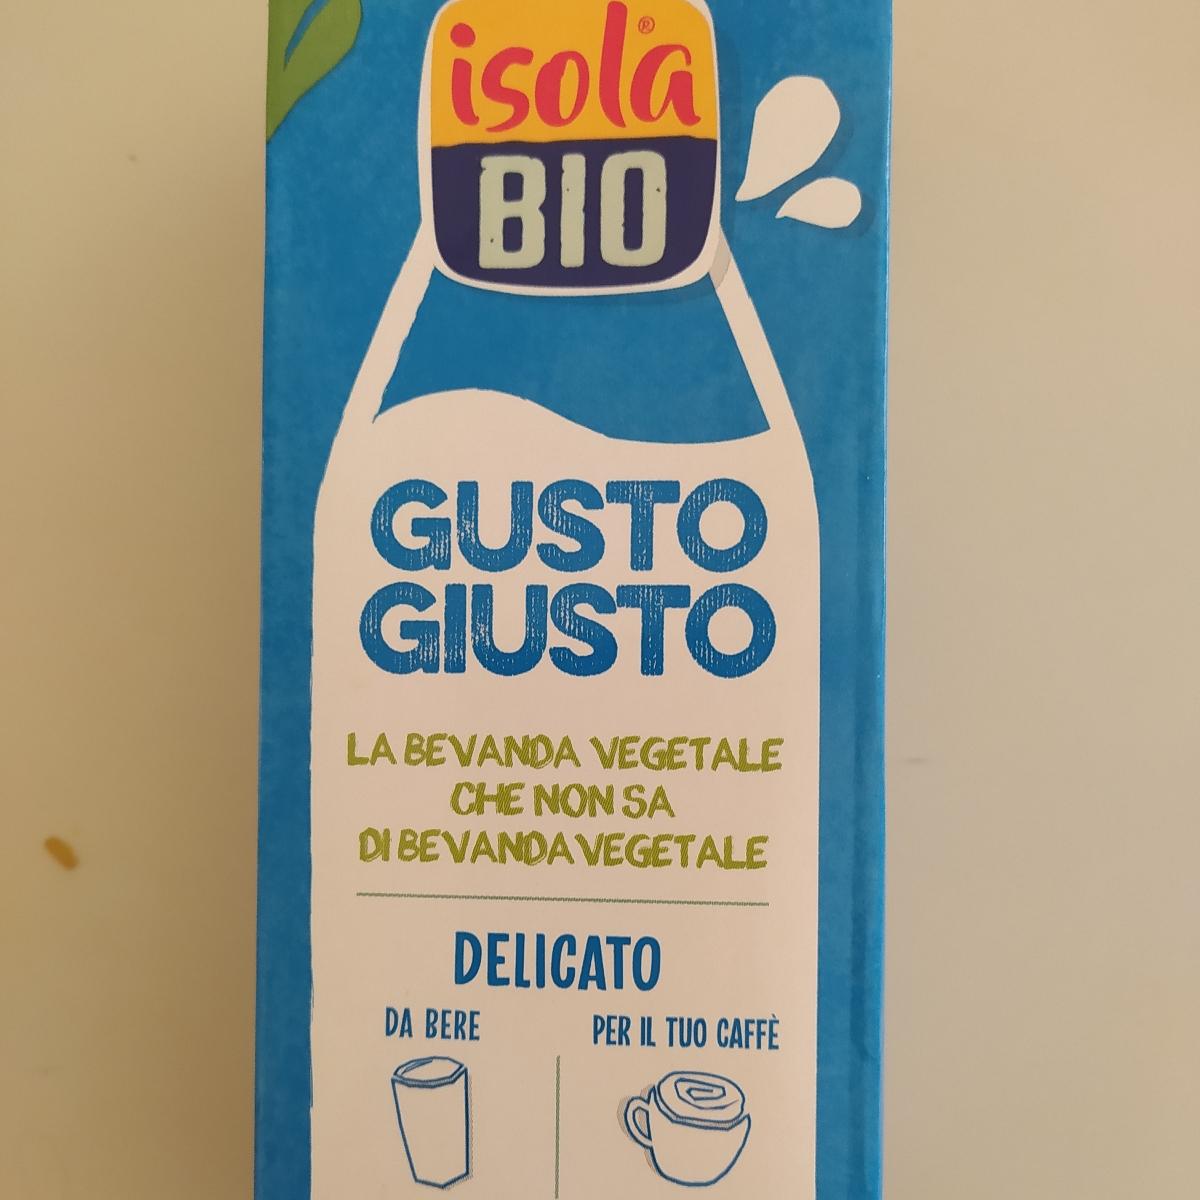 isola®
BIO
GUSTO
GIUSTO
LA BEVANDA VEGETALE
CHE NON SA
DI BEVANDA VEGETALE
DELICATO
DA BERE
PER IL TUO CAFFÈ